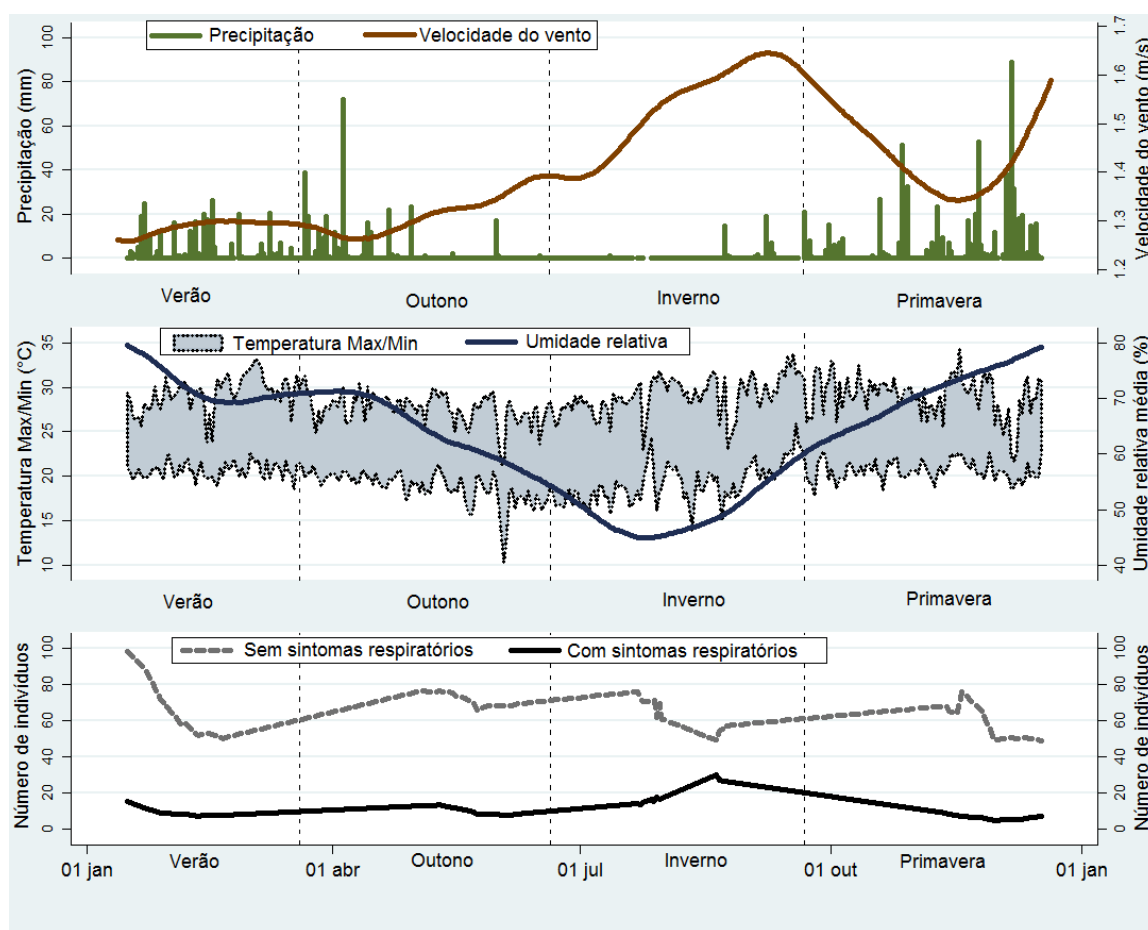 Precipitação Velocidade do vento
Precipitação (mm)
100
80
60
40
20
0
Velocidade do vento (m/s)
1.7
1.6
1.5
1.4
1.3
1.2
Verão Outono Inverno Primavera
Temperatura Max/Min Umidade relativa
Temperatura Max/Min (°C)
35
30
25
20
15
10
Umidade relativa média (%)
80
70
60
50
40
Verão Outono Inverno Primavera
Sem sintomas respiratórios Com sintomas respiratórios
Número de indivíduos
100
80
60
40
20
0
Número de indivíduos
100
80
60
40
20
0
Verão Outono Inverno Primavera
01 jan 01 abr 01 jul 01 out 01 jan